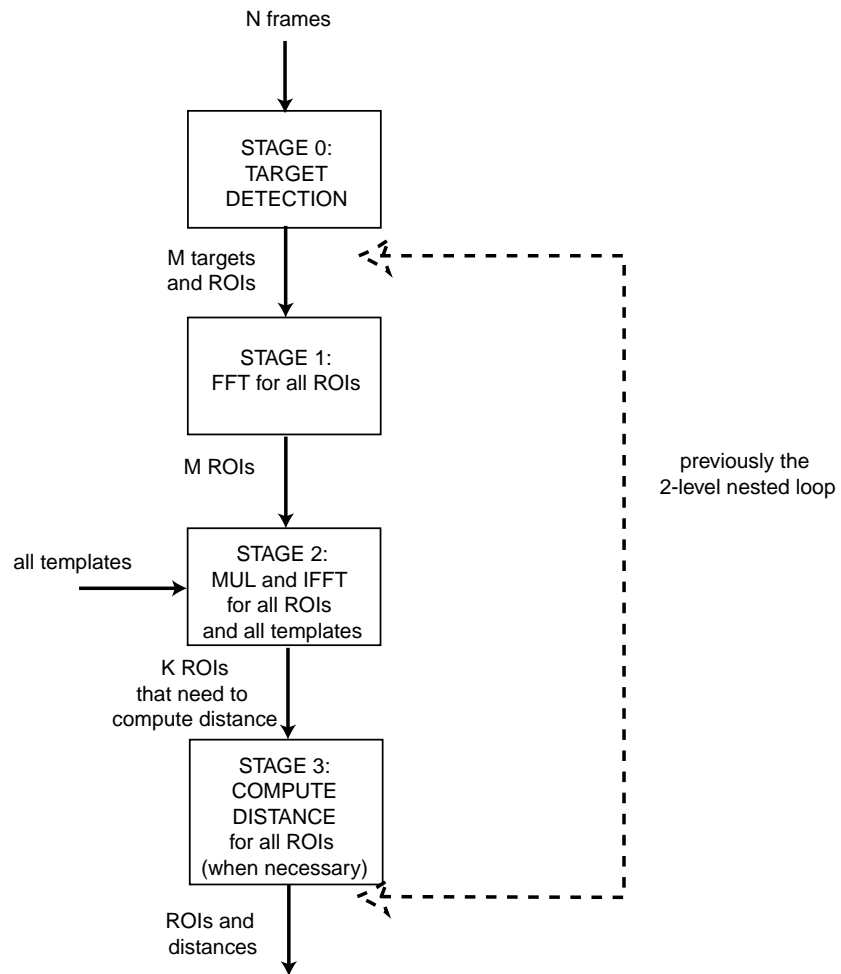 N frames
STAGE 0:
TARGET
DETECTION
M targets
and ROIs
STAGE 1:
FFT for all ROIs
M ROIs
previously the
2-level nested loop
all templates
STAGE 2:
MUL and IFFT
for all ROIs
and all templates
K ROIs
that need to
compute distance
STAGE 3:
COMPUTE
DISTANCE
for all ROIs
(when necessary)
ROIs and
distances